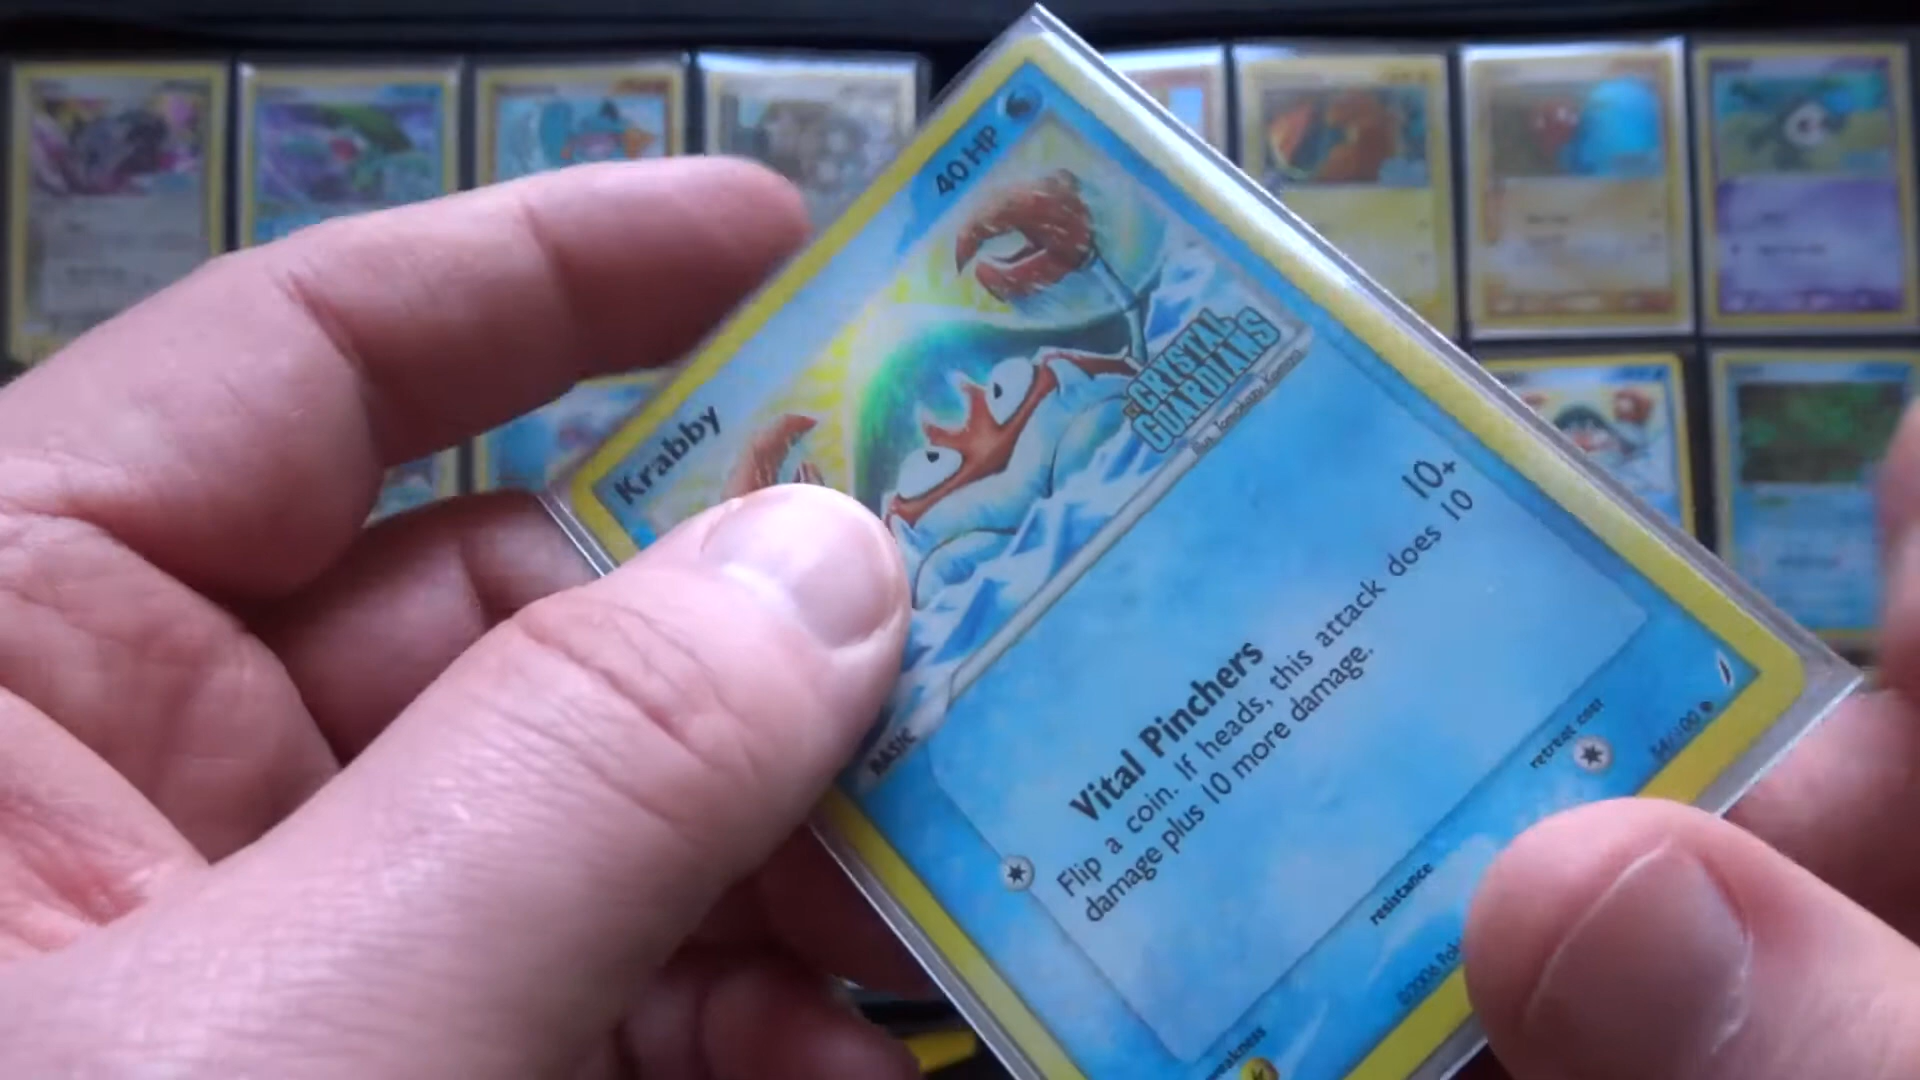 Krabby
40 HP
CRYSTAL
GUARDIANS
BASIC
Vital Pinchers
10+
Flip a coin. If heads, this attack does 10
damage plus 10 more damage.
weakness
resistance
retreat cost
©2006